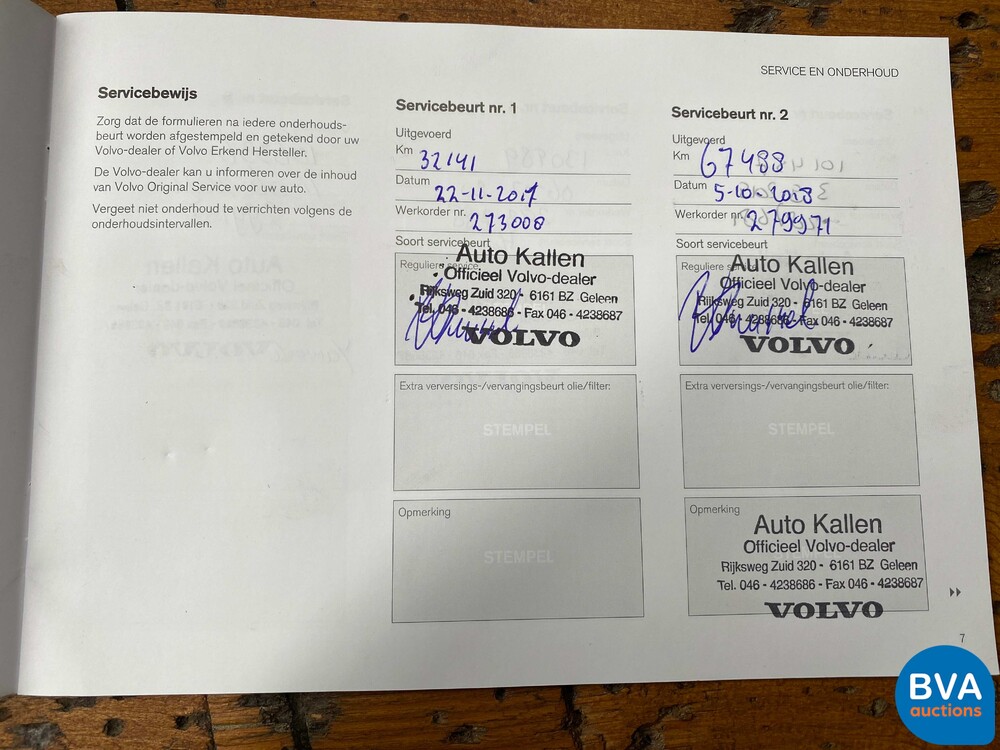 SERVICE EN ONDERHOUD
Servicebewijs
Zorg dat de formulieren na iedere onderhouds-
beurt worden afgestempeld en getekend door uw
Volvo-dealer of Volvo Erkend Hersteller.
De Volvo-dealer kan u informeren over de inhoud
van Volvo Original Service voor uw auto.
Vergeet niet onderhoud te verrichten volgens de
onderhoudsintervallen.
Servicebeurt nr. 1
Uitgevoerd
Km 32141
Datum 22-11-2017
Werkorder nr. 273008
Soort servicebeurt
Reguliere service:
Auto Kallen
Officieel Volvo-dealer
Rijksweg Zuid 320 - 6161 BZ Geleen
Tel. 046 - 4238686 - Fax 046 - 4238687
VOLVO
Extra verversings-/vervangingsbeurt olie/filter:
STEMPEL
Opmerking
STEMPEL
Servicebeurt nr. 2
Uitgevoerd
Km 67488
Datum 5-10-2018
Werkorder nr. 279971
Soort servicebeurt
Reguliere service:
Auto Kallen
Officieel Volvo-dealer
Rijksweg Zuid 320 - 6161 BZ Geleen
Tel. 046 - 4238686 - Fax 046 - 4238687
VOLVO
Extra verversings-/vervangingsbeurt olie/filter:
STEMPEL
Opmerking
Auto Kallen
Officieel Volvo-dealer
Rijksweg Zuid 320 - 6161 BZ Geleen
Tel. 046 - 4238686 - Fax 046 - 4238687
VOLVO
7
BVA
auctions